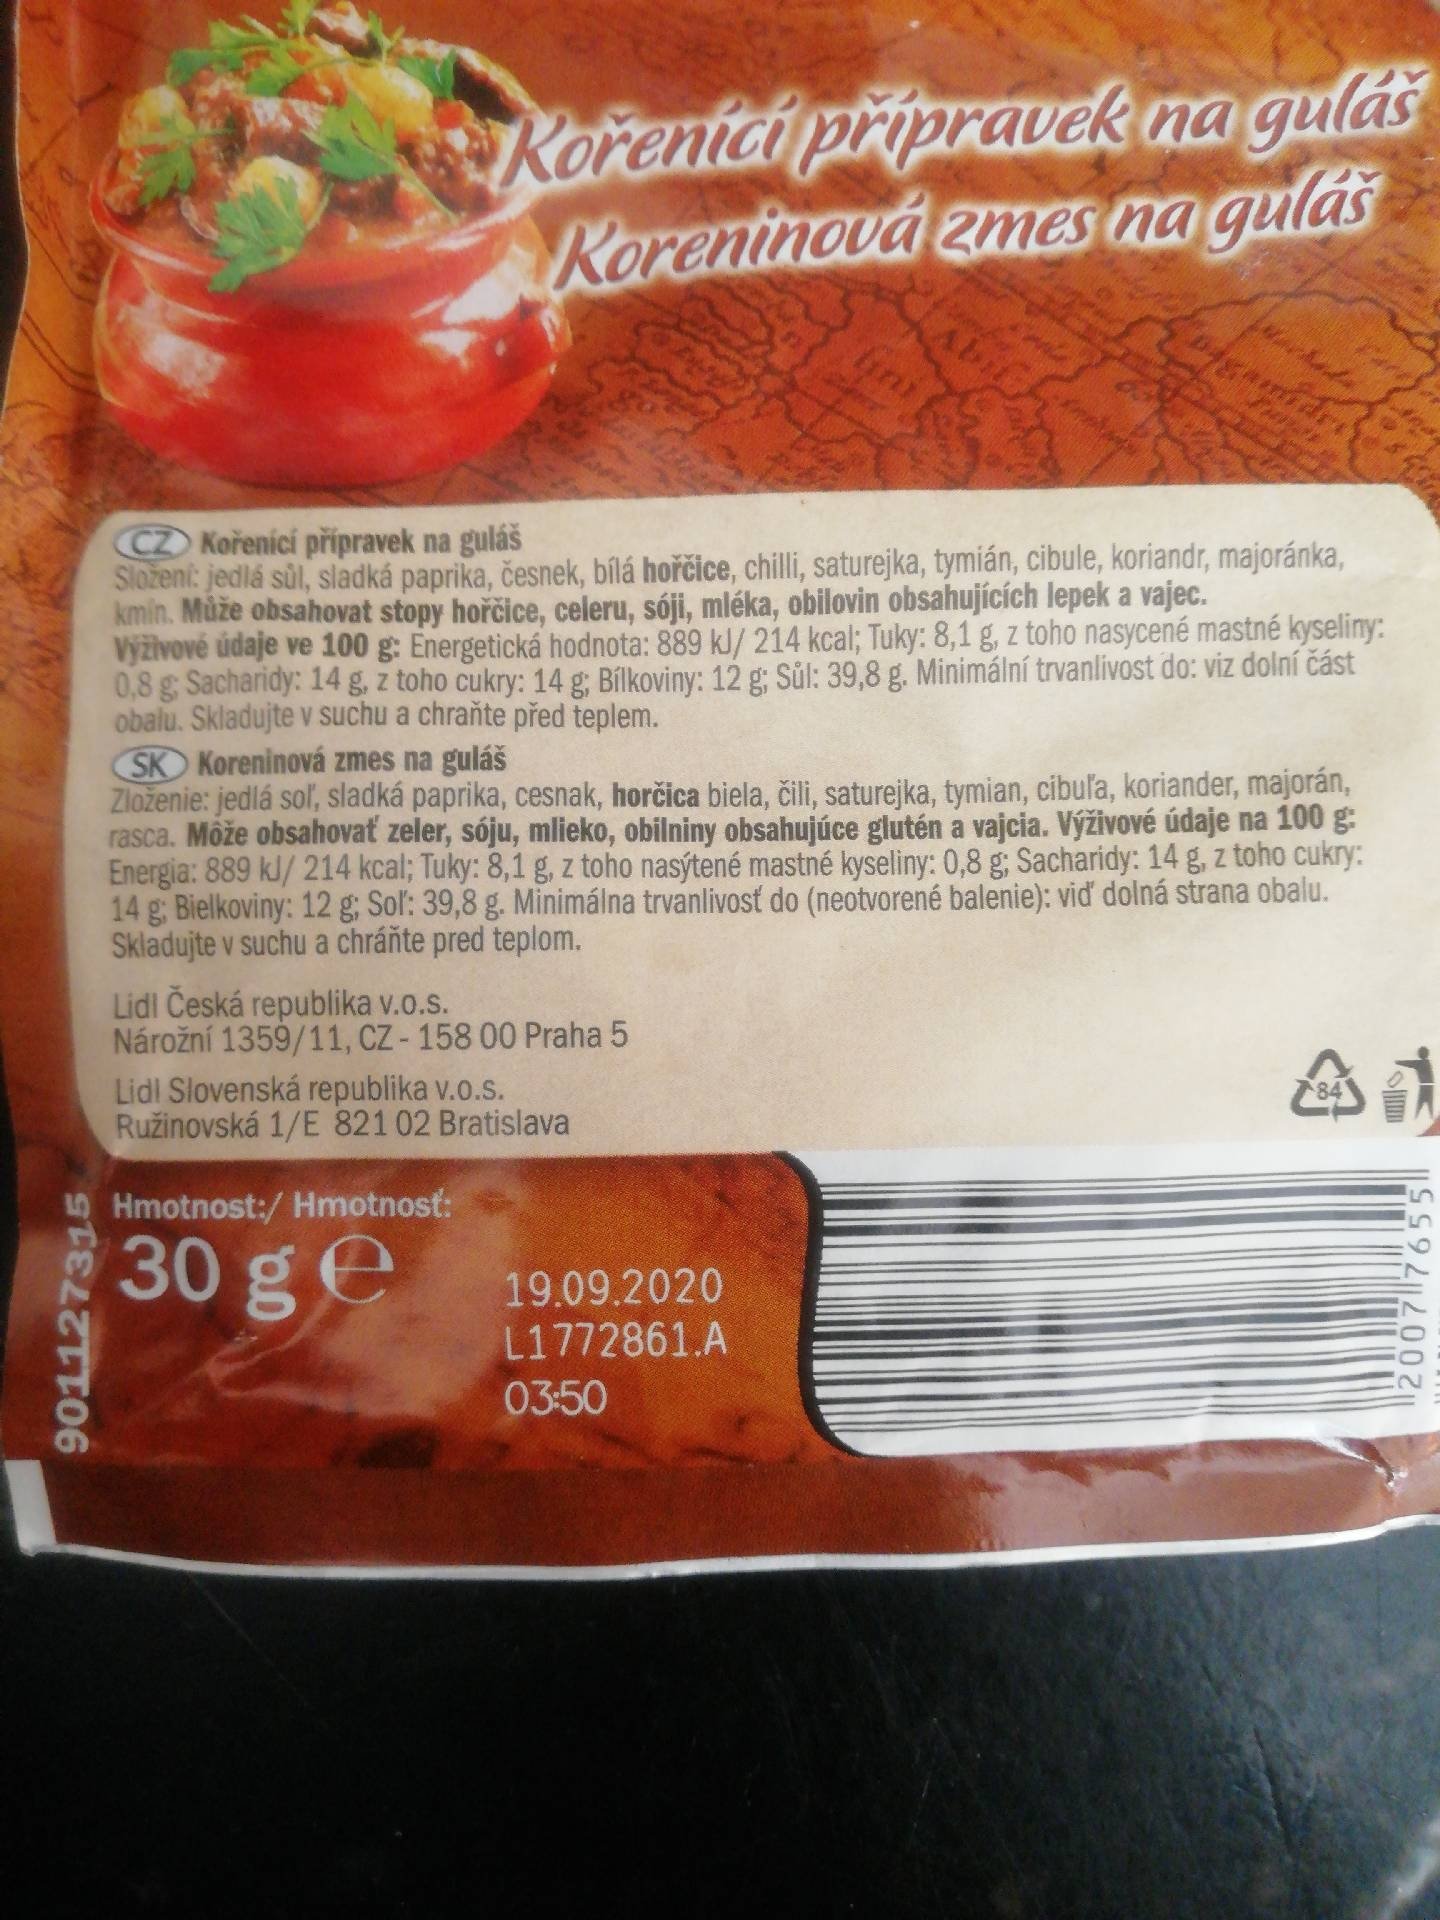 Kořenící přípravek na guláš
Koreninová zmes na guláš
CZ Kořenící přípravek na guláš
Složení: jedlá sůl, sladká paprika, česnek, bílá hořčice, chilli, saturejka, tymián, cibule, koriandr, majoránka,
kmín. Může obsahovat stopy hořčice, celeru, sóji, mléka, obilovin obsahujících lepek a vajec.
Výživové údaje ve 100 g: Energetická hodnota: 889 kJ/ 214 kcal; Tuky: 8,1 g, z toho nasycené mastné kyseliny:
0,8 g; Sacharidy: 14 g, z toho cukry: 14 g; Bílkoviny: 12 g; Sůl: 39,8 g. Minimální trvanlivost do: viz dolní část
obalu. Skladujte v suchu a chraňte před teplem.
SK Koreninová zmes na guláš
Zloženie: jedlá soľ, sladká paprika, cesnak, horčica biela, čili, saturejka, tymian, cibuľa, koriander, majorán,
rasca. Môže obsahovať zeler, sóju, mlieko, obilniny obsahujúce glutén a vajcia. Výživové údaje na 100 g:
Energia: 889 kJ/ 214 kcal; Tuky: 8,1 g, z toho nasýtené mastné kyseliny: 0,8 g; Sacharidy: 14 g, z toho cukry:
14 g; Bielkoviny: 12 g; Soľ: 39,8 g. Minimálna trvanlivosť do (neotvorené balenie): viď dolná strana obalu.
Skladujte v suchu a chráňte pred teplom.
Lidl Česká republika v.o.s.
Nárožní 1359/11, CZ - 158 00 Praha 5
Lidl Slovenská republika v.o.s.
Ružinovská 1/E 821 02 Bratislava
84
Hmotnost:/ Hmotnosť:
30 g e
19.09.2020
L1772861.A
03:50
901127315
20077655